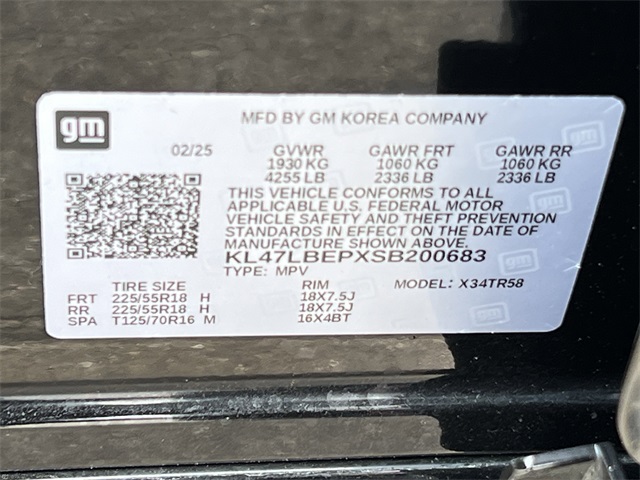 gm
MFD BY GM KOREA COMPANY
02/25 GVWR GAWR FRT GAWR RR
1930 KG 1060 KG 1060 KG
4255 LB 2336 LB 2336 LB
THIS VEHICLE CONFORMS TO ALL
APPLICABLE U.S. FEDERAL MOTOR
VEHICLE SAFETY AND THEFT PREVENTION
STANDARDS IN EFFECT ON THE DATE OF
MANUFACTURE SHOWN ABOVE.
KL47LBEPXSB200683
TYPE: MPV MODEL: X34TR58
TIRE SIZE RIM
FRT 225/55R18 H 18X7.5J
RR 225/55R18 H 18X7.5J
SPA T125/70R16 M 16X4BT